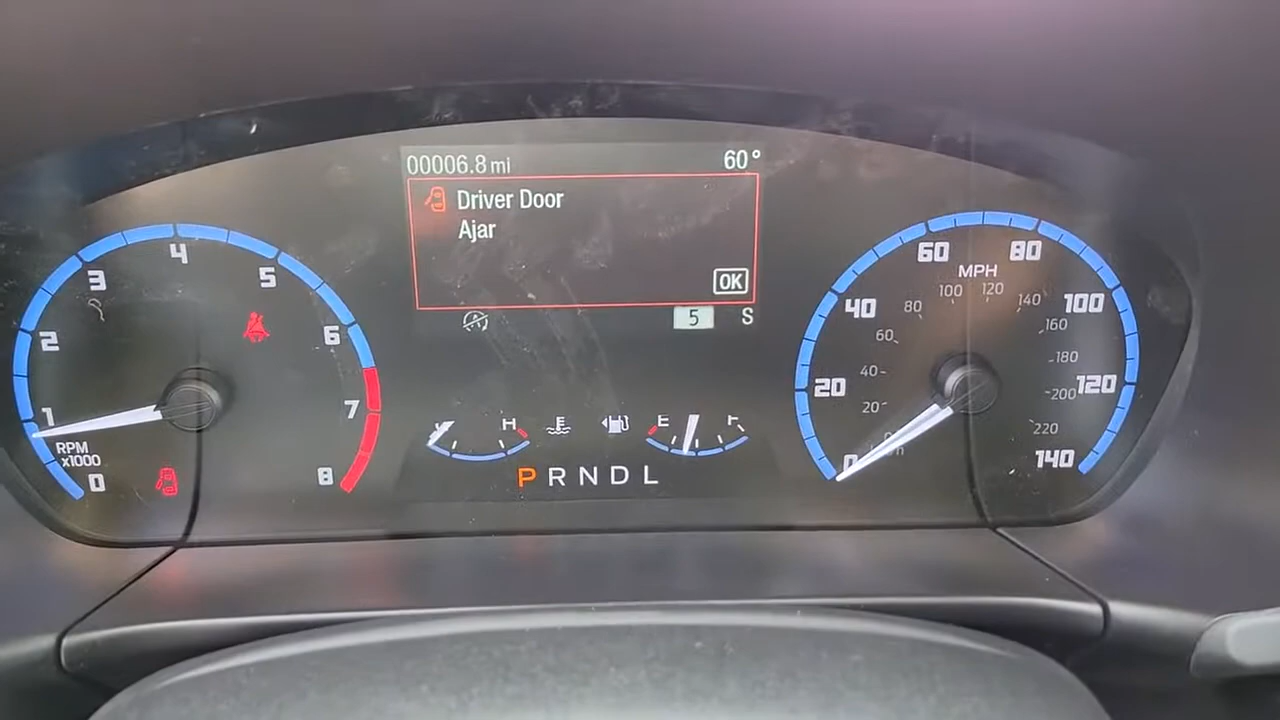 00006.8 mi 60°
Driver Door
Ajar
OK
5 S
1 2 3 4 5 6 7 8
RPM
x1000
0
H E E F
P R N D L
0 20 40 60 80 100 120 140
MPH
20 40 60 80 100 120 140 160 180 200 220